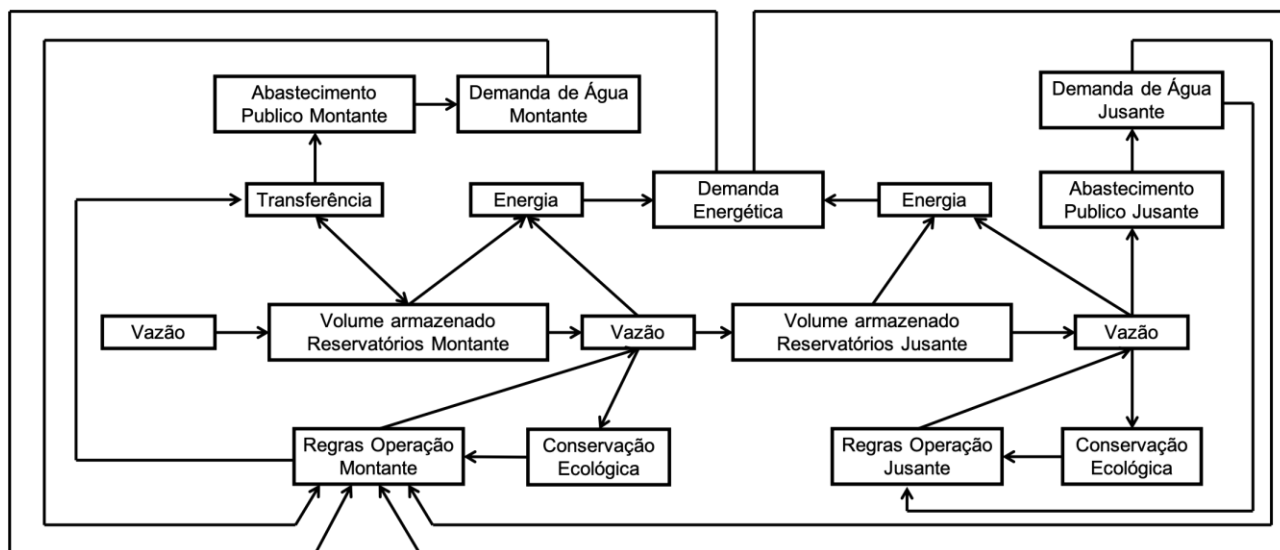 Abastecimento
Publico Montante
Demanda de Água
Montante
Demanda de Água
Jusante
Transferência
Energia
Demanda
Energética
Energia
Abastecimento
Publico Jusante
Vazão
Volume armazenado
Reservatórios Montante
Vazão
Volume armazenado
Reservatórios Jusante
Vazão
Regras Operação
Montante
Conservação
Ecológica
Regras Operação
Jusante
Conservação
Ecológica